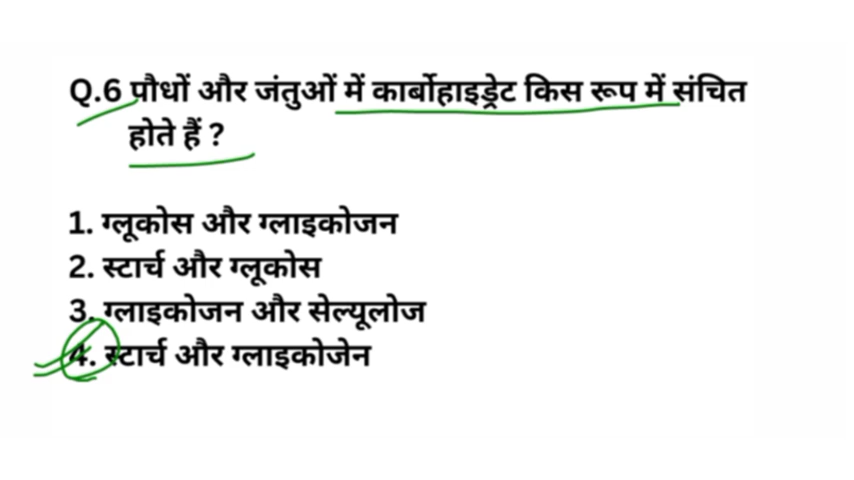 Q.6 पौधों और जंतुओं में कार्बोहाइड्रेट किस रूप में संचित
होते हैं ?
1. ग्लूकोस और ग्लाइकोजन
2. स्टार्च और ग्लूकोस
3. ग्लाइकोजन और सेल्यूलोज
4. स्टार्च और ग्लाइकोजेन